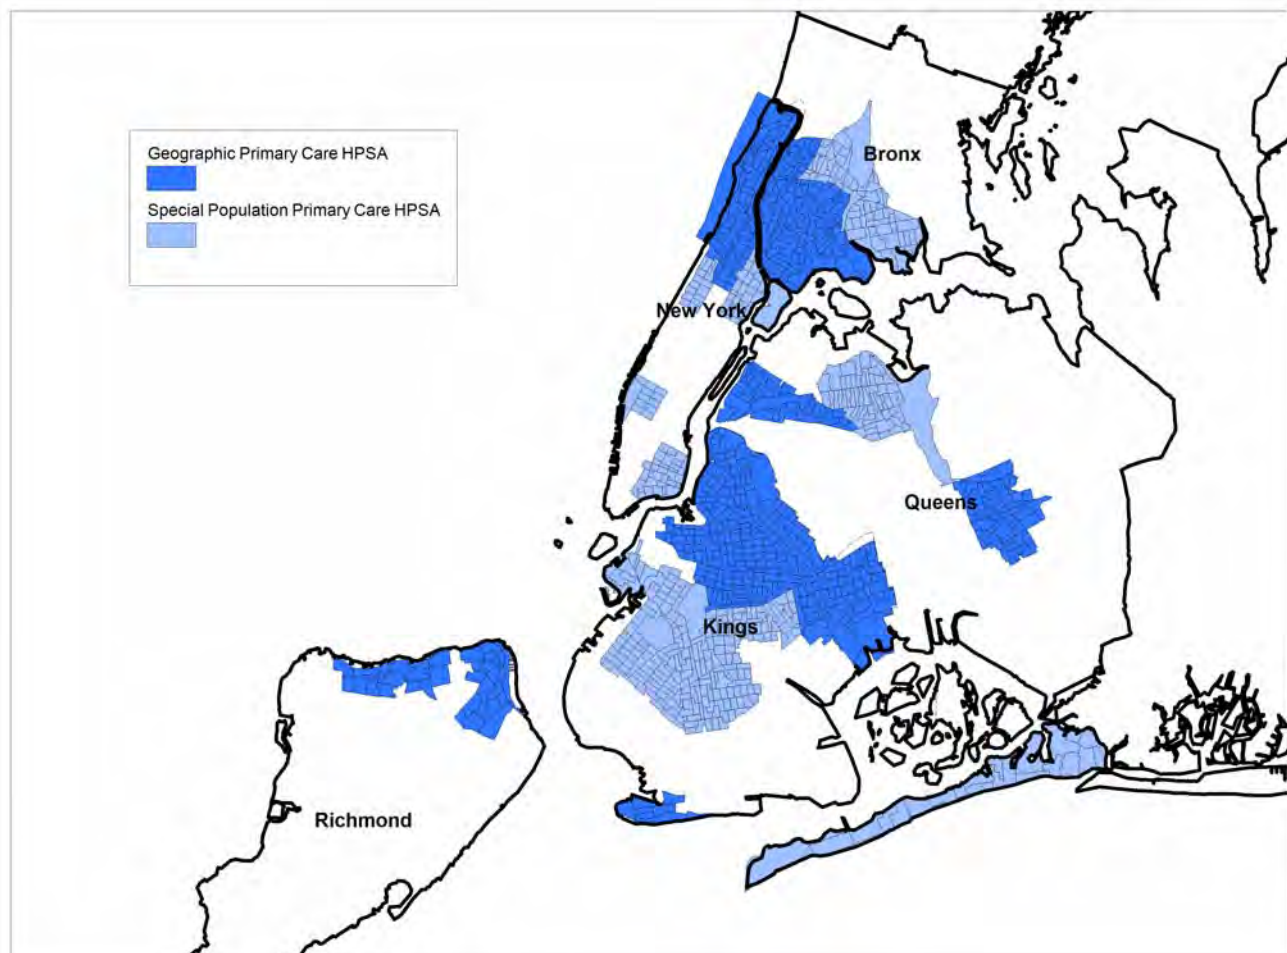 Geographic Primary Care HPSA
Special Population Primary Care HPSA
Bronx
New York
Queens
Kings
Richmond